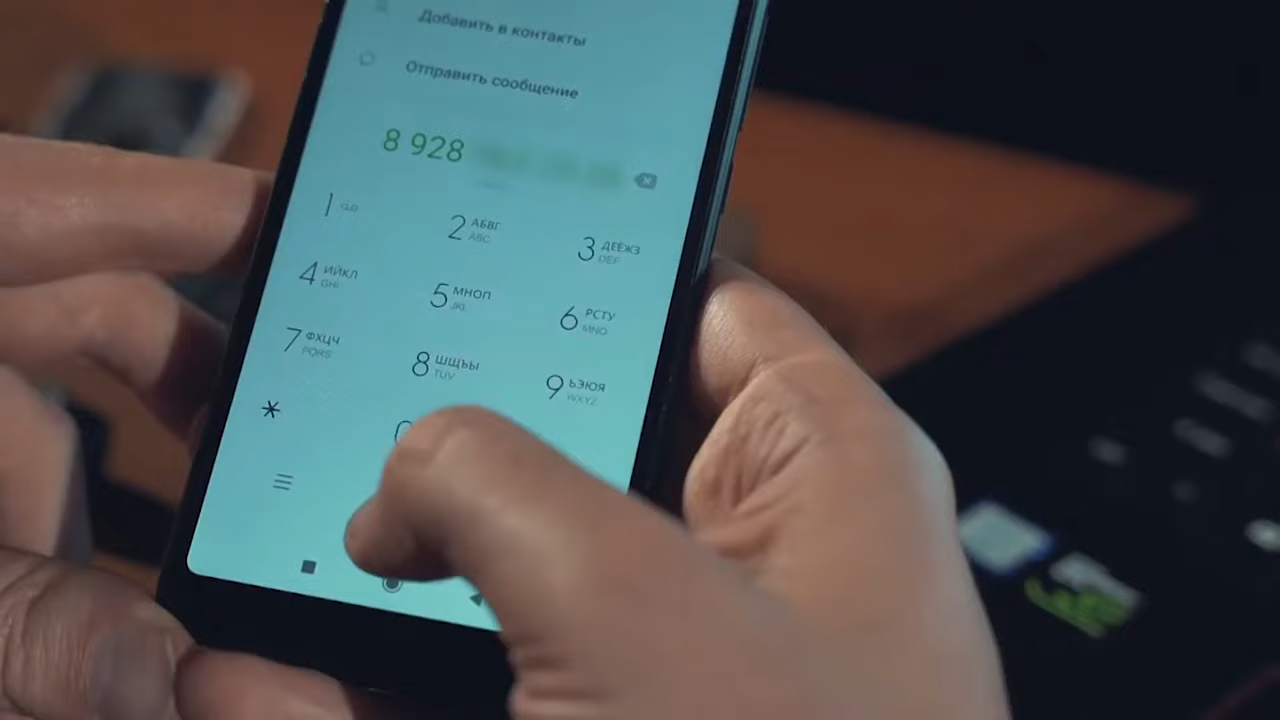 Добавить в контакты
Отправить сообщение
8 928
1
2 АБВГ ABC
3 ДЕЁЖЗ DEF
4 ИЙКЛ GHI
5 МНОП JKL
6 РСТУ MNO
7 ФХЦЧ PQRS
8 ШЩЪЫ TUV
9 ЬЭЮЯ WXYZ
*